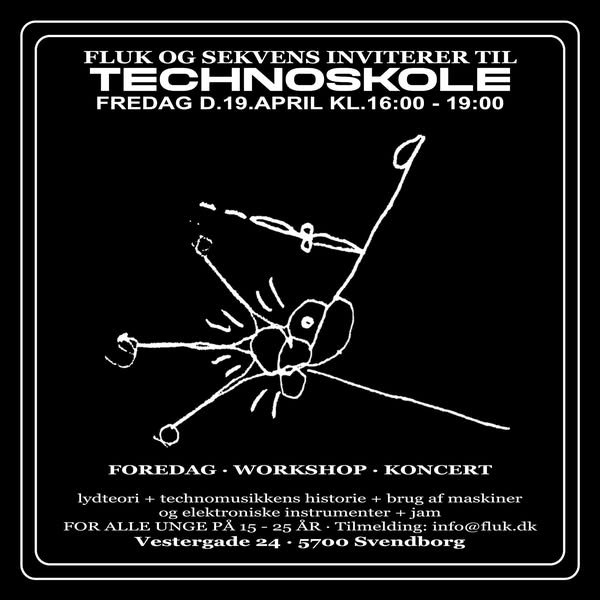 FLUK OG SEKVENS INVITERER TIL
TECHNOSKOLE
FREDAG D.19.APRIL KL.16:00 - 19:00
FOREDAG · WORKSHOP · KONCERT
lydteori + technomusikkens historie + brug af maskiner
og elektroniske instrumenter + jam
FOR ALLE UNGE PÅ 15 - 25 ÅR · Tilmelding: info@fluk.dk
Vestergade 24 · 5700 Svendborg